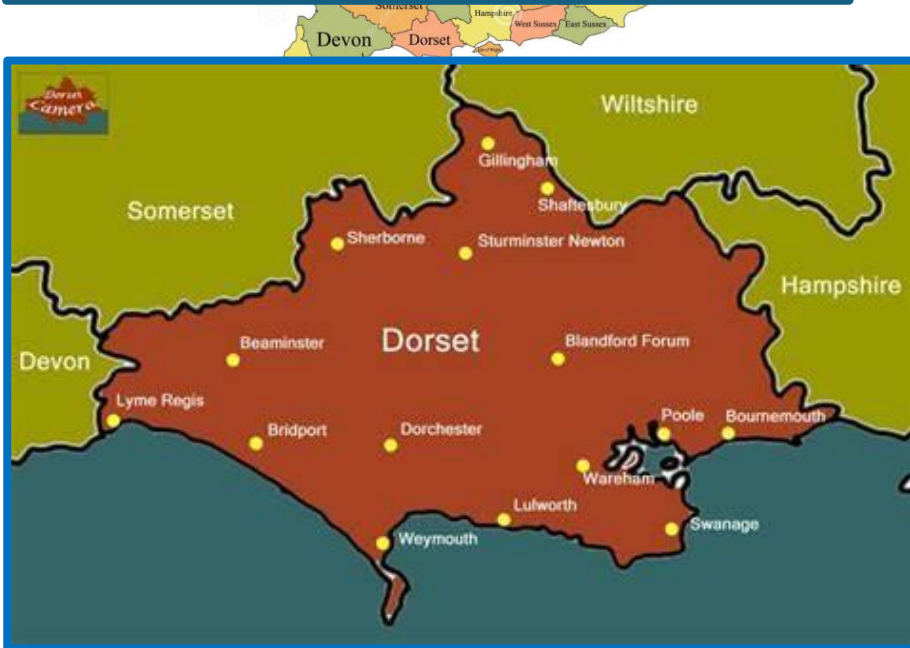 Somerset
Hampshire
West Sussex
East Sussex
Devon
Dorset
Dorset
Camera
Wiltshire
Gillingham
Somerset
Shaftesbury
Sherborne
Sturminster Newton
Hampshire
Devon
Beaminster
Dorset
Blandford Forum
Lyme Regis
Bridport
Dorchester
Poole
Bournemouth
Wareham
Lulworth
Weymouth
Swanage